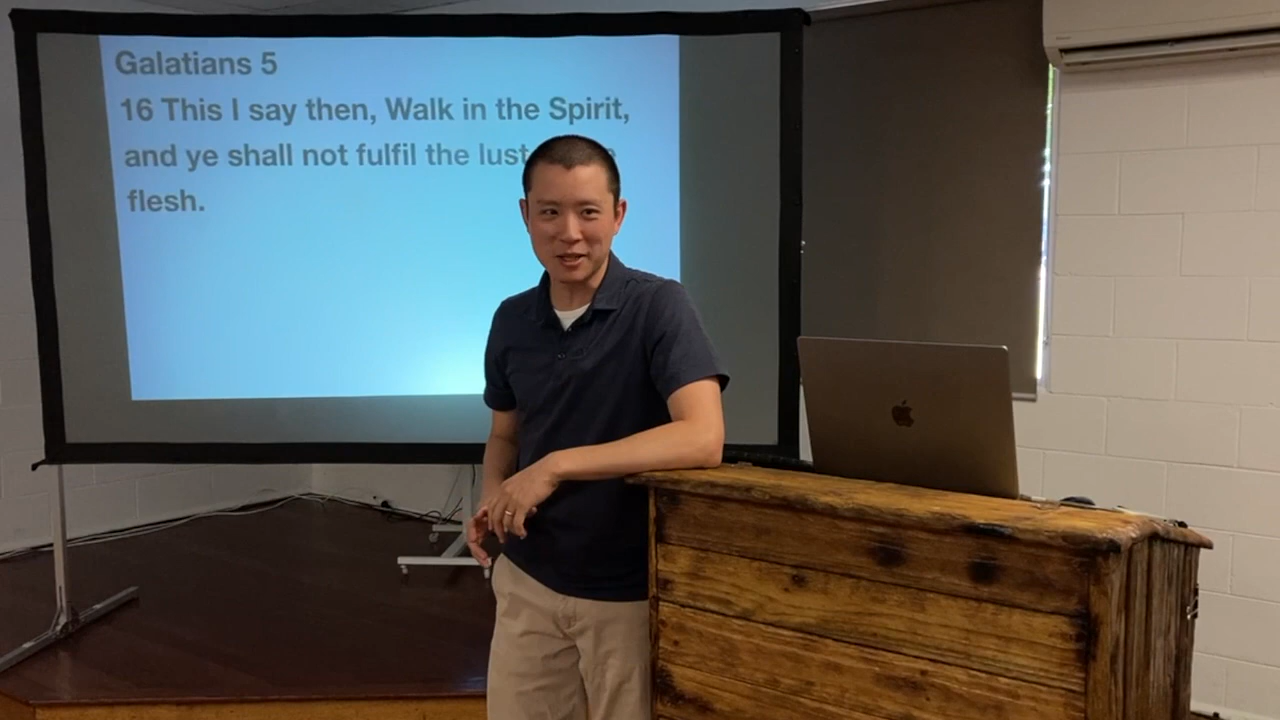 Galatians 5
16 This I say then, Walk in the Spirit,
and ye shall not fulfil the lust
flesh.